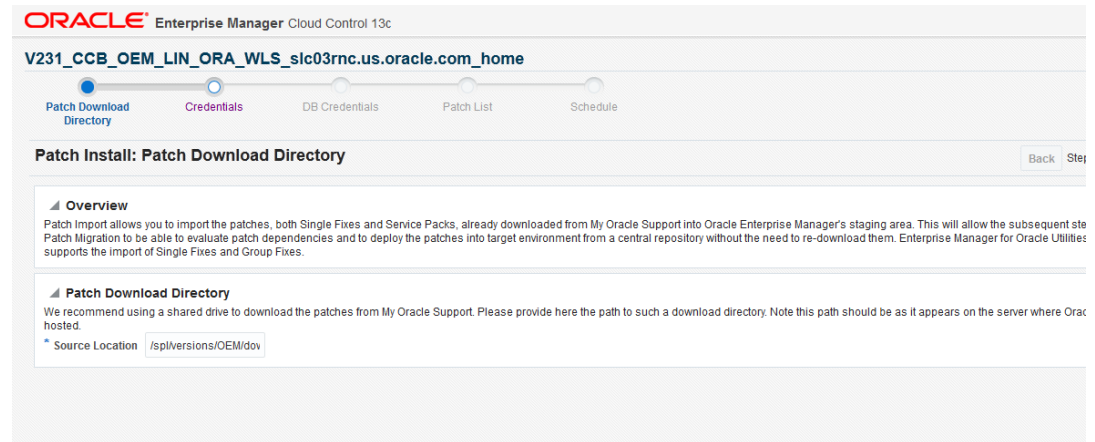 ORACLE® Enterprise Manager Cloud Control 13c
V231_CCB_OEM_LIN_ORA_WLS_slc03rnc.us.oracle.com_home
Patch Download Directory
Credentials
DB Credentials
Patch List
Schedule
Patch Install: Patch Download Directory
Back
Overview
Patch Import allows you to import the patches, both Single Fixes and Service Packs, already downloaded from My Oracle Support into Oracle Enterprise Manager's staging area. This will allow the subsequent
Patch Migration to be able to evaluate patch dependencies and to deploy the patches into target environment from a central repository without the need to re-download them. Enterprise Manager for Oracle Utilities
supports the import of Single Fixes and Group Fixes.
Patch Download Directory
We recommend using a shared drive to download the patches from My Oracle Support. Please provide here the path to such a download directory. Note this path should be as it appears on the server where
hosted.
* Source Location /spl/versions/OEM/dov